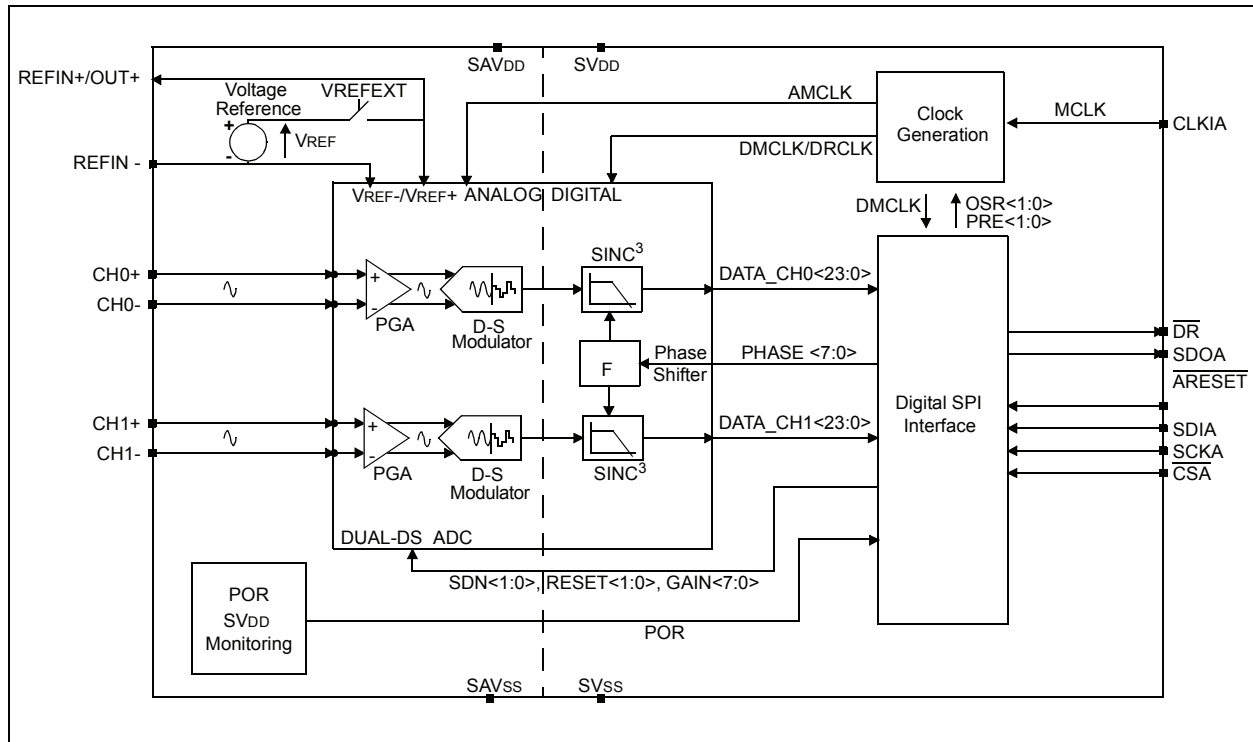 SAVDD
SVDD
REFIN+/OUT+
Voltage
Reference
VREFEXT
+
-
VREF
REFIN -
AMCLK
Clock
Generation
MCLK
CLKIA
DMCLK/DRCLK
VREF-/VREF+ ANALOG DIGITAL
DMCLK
OSR<1:0>
PRE<1:0>
CH0+
CH0-
+
-
PGA
D-S
Modulator
SINC3
DATA_CH0<23:0>
F
Phase
Shifter
PHASE <7:0>
Digital SPI
Interface
DR
SDOA
ARESET
SDIA
SCKA
CSA
CH1+
CH1-
+
-
PGA
D-S
Modulator
SINC3
DATA_CH1<23:0>
DUAL-DS ADC
SDN<1:0>, RESET<1:0>, GAIN<7:0>
POR
SVDD
Monitoring
POR
SAVSS
SVSS